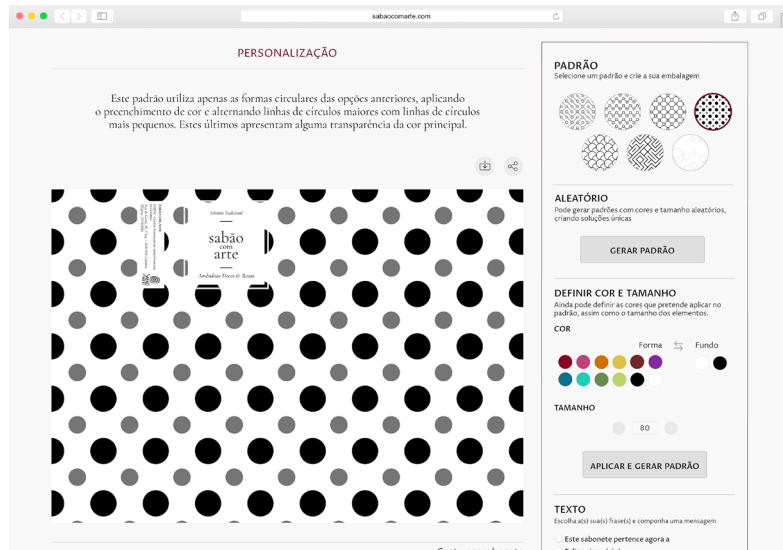 sabaocomarte.com
PERSONALIZAÇÃO
Este padrão utiliza apenas as formas circulares das opções anteriores, aplicando
o preenchimento de cor e alternando linhas de círculos maiores com linhas de círculos
mais pequenos. Estes últimos apresentam alguma transparência da cor principal.
Sabonete Tradicional
sabão
com
arte
Ambientes Doces & Rosas
PADRÃO
Selecione um padrão e crie a sua embalagem
ALEATÓRIO
Pode gerar padrões com cores e tamanho aleatórios,
criando soluções únicas
GERAR PADRÃO
DEFINIR COR E TAMANHO
Ainda pode definir as cores que pretende aplicar no
padrão, assim como o tamanho dos elementos.
COR
Forma
Fundo
TAMANHO
80
APLICAR E GERAR PADRÃO
TEXTO
Escolha a(s) sua(s) frase(s) e componha uma mensagem
Este sabonete pertence agora a